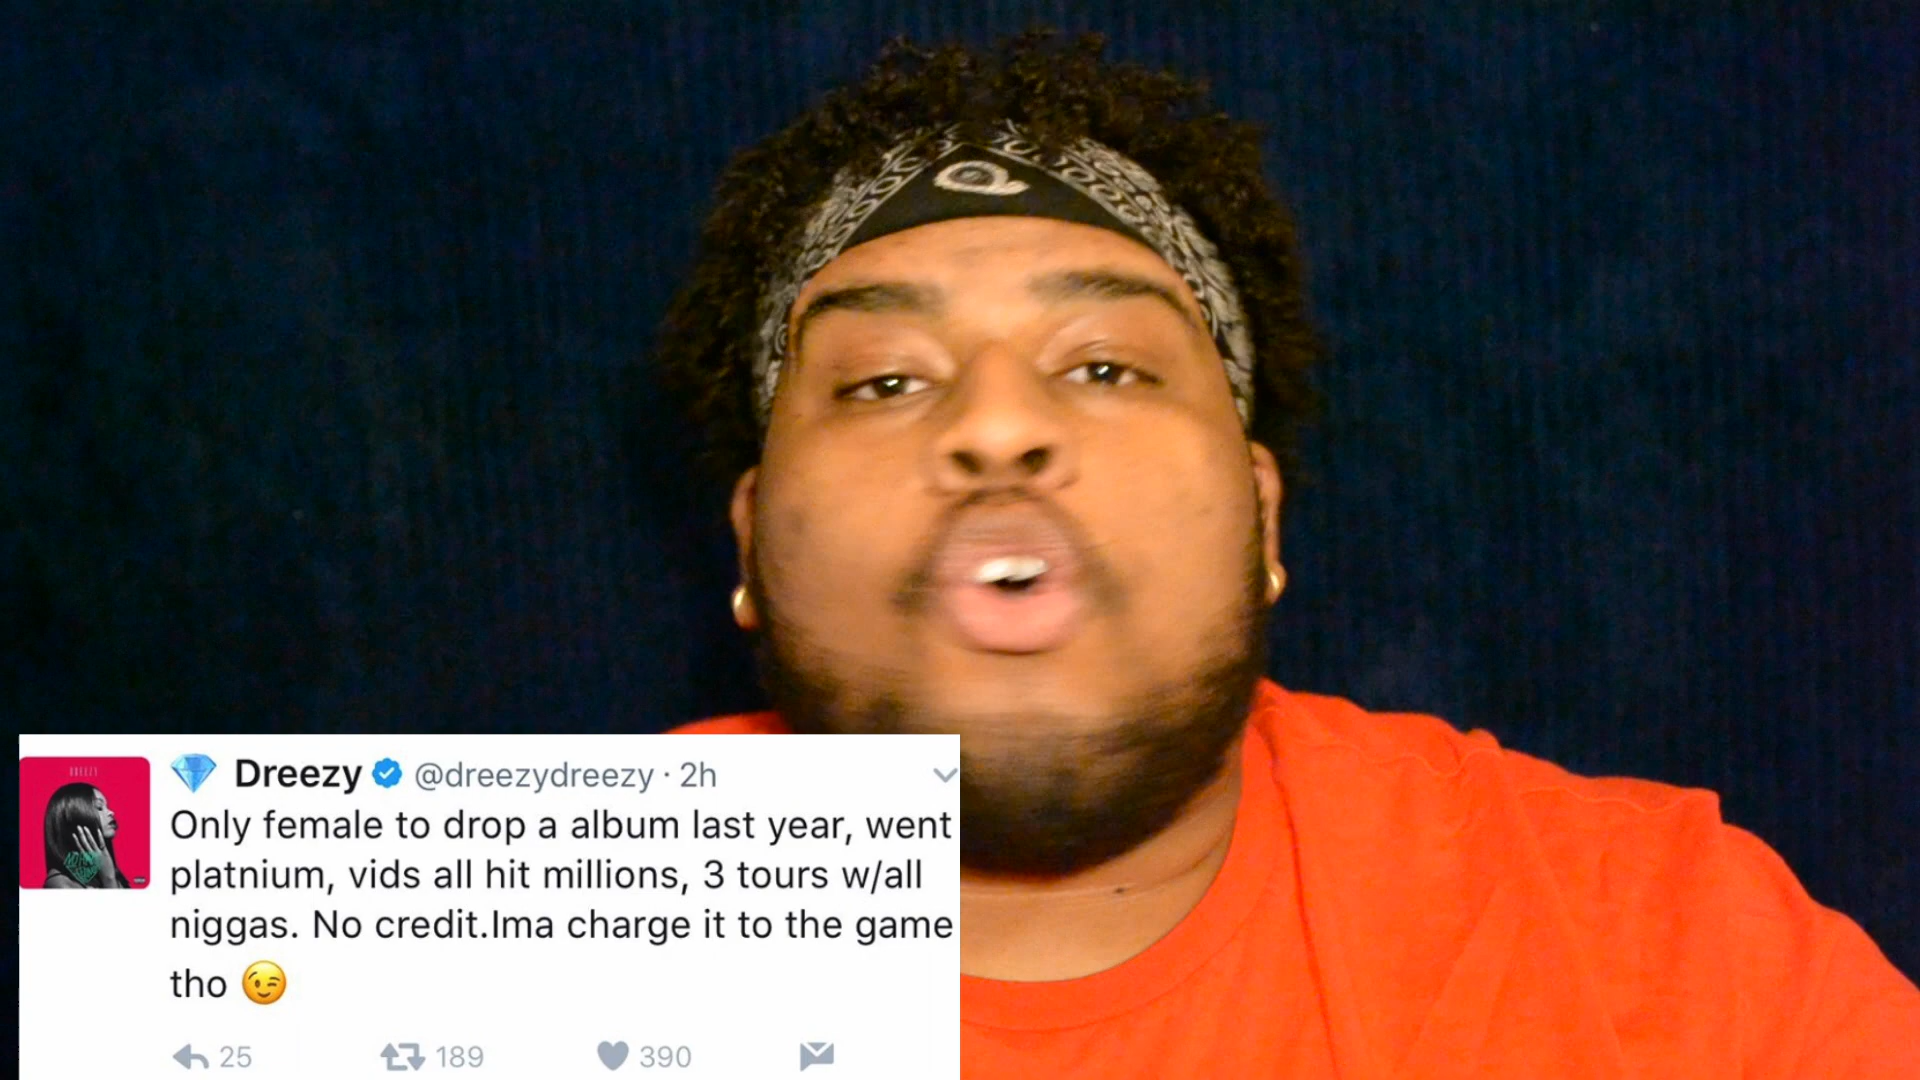 Dreezy @dreezydreezy · 2h
Only female to drop a album last year, went
platnium, vids all hit millions, 3 tours w/all
niggas. No credit.Ima charge it to the game
tho 😉
25 189 390